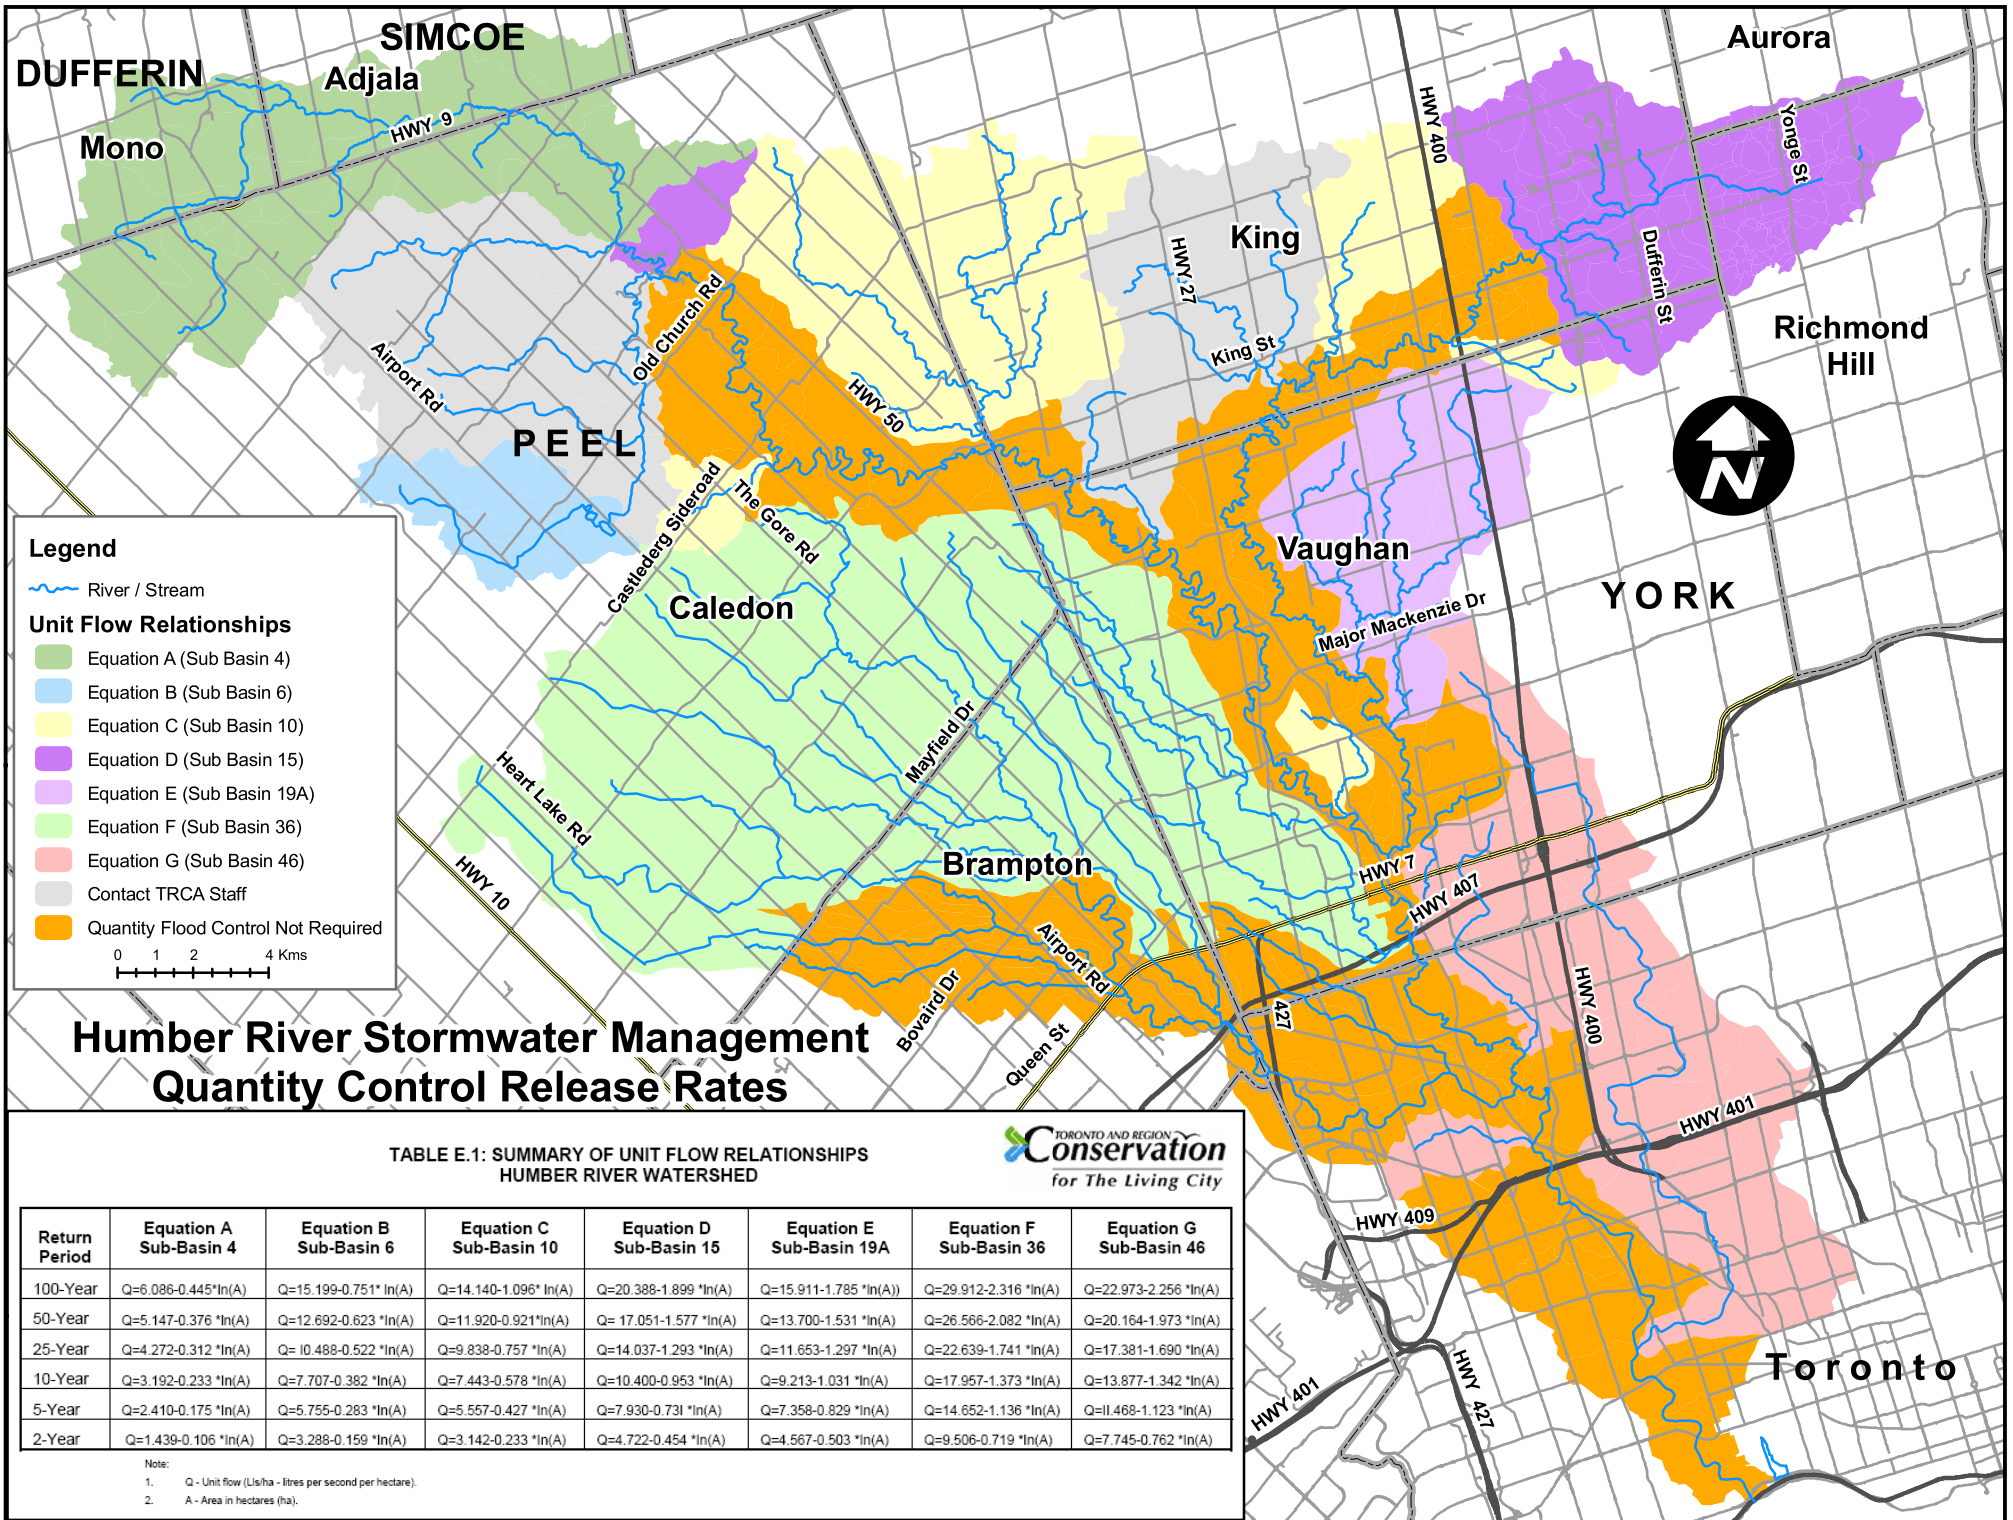 SIMCOE
DUFFERIN
Adjala
Mono
HWY 9
Aurora
HWY 400
Yonge St
King
HWY 27
Dufferin St
Richmond
Hill
King St
Old Church Rd
Airport Rd
HWY 50
PEEL
Castlederg Sideroad
The Gore Rd
N
Vaughan
YORK
Caledon
Major Mackenzie Dr
Legend
River / Stream
Unit Flow Relationships
Equation A (Sub Basin 4)
Equation B (Sub Basin 6)
Equation C (Sub Basin 10)
Equation D (Sub Basin 15)
Equation E (Sub Basin 19A)
Equation F (Sub Basin 36)
Equation G (Sub Basin 46)
Contact TRCA Staff
Quantity Flood Control Not Required
0 1 2 4 Kms
Mayfield Dr
Heart Lake Rd
HWY 10
Brampton
HWY 7
HWY 407
Airport Rd
Bovaird Dr
Queen St
427
HWY 400
HWY 401
HWY 409
HWY 401
HWY 427
Toronto
Humber River Stormwater Management
Quantity Control Release Rates
TABLE E.1: SUMMARY OF UNIT FLOW RELATIONSHIPS
HUMBER RIVER WATERSHED
TORONTO AND REGION
Conservation
for The Living City
Return Period Equation A Sub-Basin 4 Equation B Sub-Basin 6 Equation C Sub-Basin 10 Equation D Sub-Basin 15 Equation E Sub-Basin 19A Equation F Sub-Basin 36 Equation G Sub-Basin 46
100-Year Q=6.086-0.445*ln(A) Q=15.199-0.751* ln(A) Q=14.140-1.096* ln(A) Q=20.388-1.899 *ln(A) Q=15.911-1.785 *ln(A)) Q=29.912-2.316 *ln(A) Q=22.973-2.256 *ln(A)
50-Year Q=5.147-0.376 *ln(A) Q=12.692-0.623 *ln(A) Q=11.920-0.921*ln(A) Q= 17.051-1.577 *ln(A) Q=13.700-1.531 *ln(A) Q=26.566-2.082 *ln(A) Q=20.164-1.973 *ln(A)
25-Year Q=4.272-0.312 *ln(A) Q= l0.488-0.522 *ln(A) Q=9.838-0.757 *ln(A) Q=14.037-1.293 *ln(A) Q=11.653-1.297 *ln(A) Q=22.639-1.741 *ln(A) Q=17.381-1.690 *ln(A)
10-Year Q=3.192-0.233 *ln(A) Q=7.707-0.382 *ln(A) Q=7.443-0.578 *ln(A) Q=10.400-0.953 *ln(A) Q=9.213-1.031 *ln(A) Q=17.957-1.373 *ln(A) Q=13.877-1.342 *ln(A)
5-Year Q=2.410-0.175 *ln(A) Q=5.755-0.283 *ln(A) Q=5.557-0.427 *ln(A) Q=7.930-0.73l *ln(A) Q=7.358-0.829 *ln(A) Q=14.652-1.136 *ln(A) Q=ll.468-1.123 *ln(A)
2-Year Q=1.439-0.106 *ln(A) Q=3.288-0.159 *ln(A) Q=3.142-0.233 *ln(A) Q=4.722-0.454 *ln(A) Q=4.567-0.503 *ln(A) Q=9.506-0.719 *ln(A) Q=7.745-0.762 *ln(A)
Note:
1. Q - Unit flow (Lls/ha - litres per second per hectare).
2. A - Area in hectares (ha).